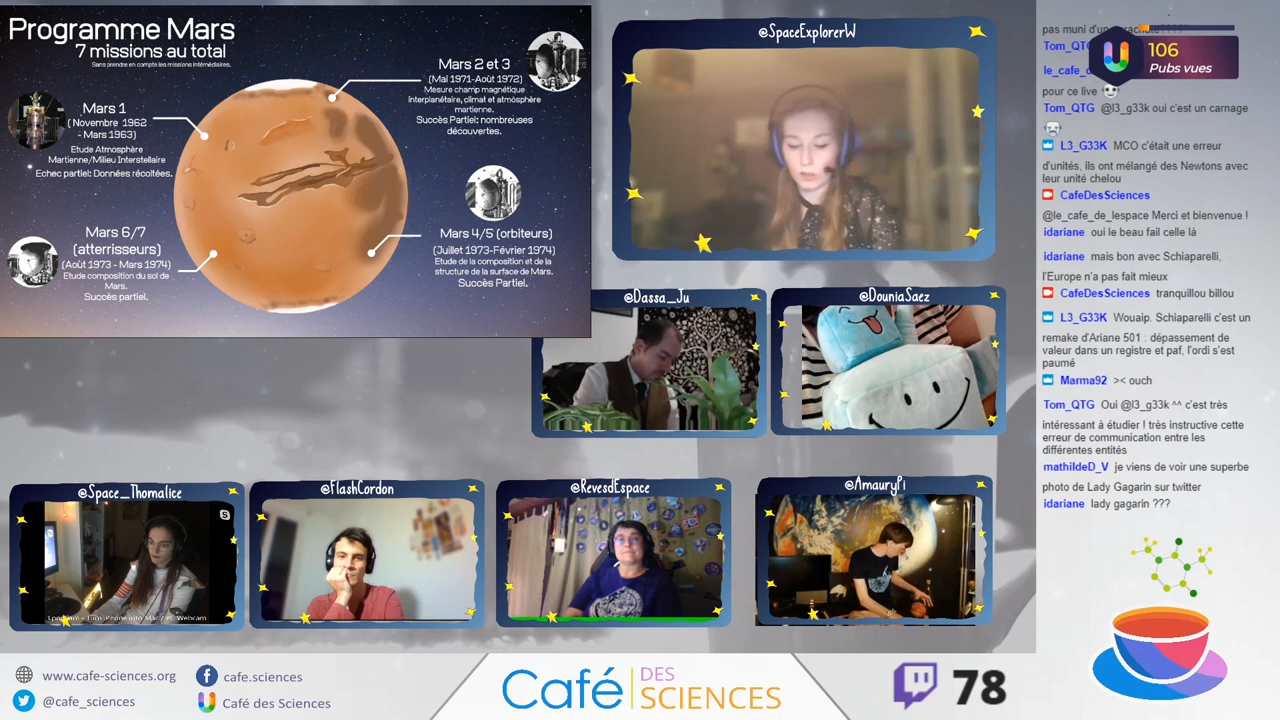 Programme Mars
7 missions au total
Sans prendre en compte les missions intémédiaires.
Mars 1
( Novembre 1962
- Mars 1963)
Etude Atmosphère
Martienne/Milieu Interstellaire
Echec partiel: Données récoltées.
Mars 2 et 3
(Mai 1971-Août 1972)
Mesure champ magnétique
interplanétaire, climat et atmosphère
martienne.
Succès Partiel: nombreuses
découvertes.
Mars 6/7
(atterrisseurs)
(Août 1973 - Mars 1974)
Etude composition du sol de
Mars.
Succès partiel.
Mars 4/5 (orbiteurs)
(Juillet 1973-Février 1974)
Etude de la composition et de la
structure de la surface de Mars.
Succès Partiel.
@SpaceExplorerW
@Dassa_Ju
@DouniaSaez
@Space_Thomalice
@FlashCordon
@RevesdEspace
@AmauryPi
pas muni d'un parachute????
Tom_QTG
le_cafe_d
106
Pubs vues
pour ce live
Tom_QTG @l3_g33k oui c'est un carnage
L3_G33K MCO c'était une erreur
d'unités, ils ont mélangé des Newtons avec
leur unité chelou
CafeDesSciences
@le_cafe_de_lespace Merci et bienvenue !
idariane oui le beau fail celle là
idariane mais bon avec Schiaparelli,
l'Europe n'a pas fait mieux
CafeDesSciences tranquillou billou
L3_G33K Wouaip. Schiaparelli c'est un
remake d'Ariane 501 : dépassement de
valeur dans un registre et paf, l'ordi s'est
paumé
Marma92 >< ouch
Tom_QTG Oui @l3_g33k ^^ c'est très
intéressant à étudier ! très instructive cette
erreur de communication entre les
différentes entités
mathildeD_V je viens de voir une superbe
photo de Lady Gagarin sur twitter
idariane lady gagarin ???
www.cafe-sciences.org
cafe.sciences
@cafe_sciences
Café des Sciences
Café DES SCIENCES
78